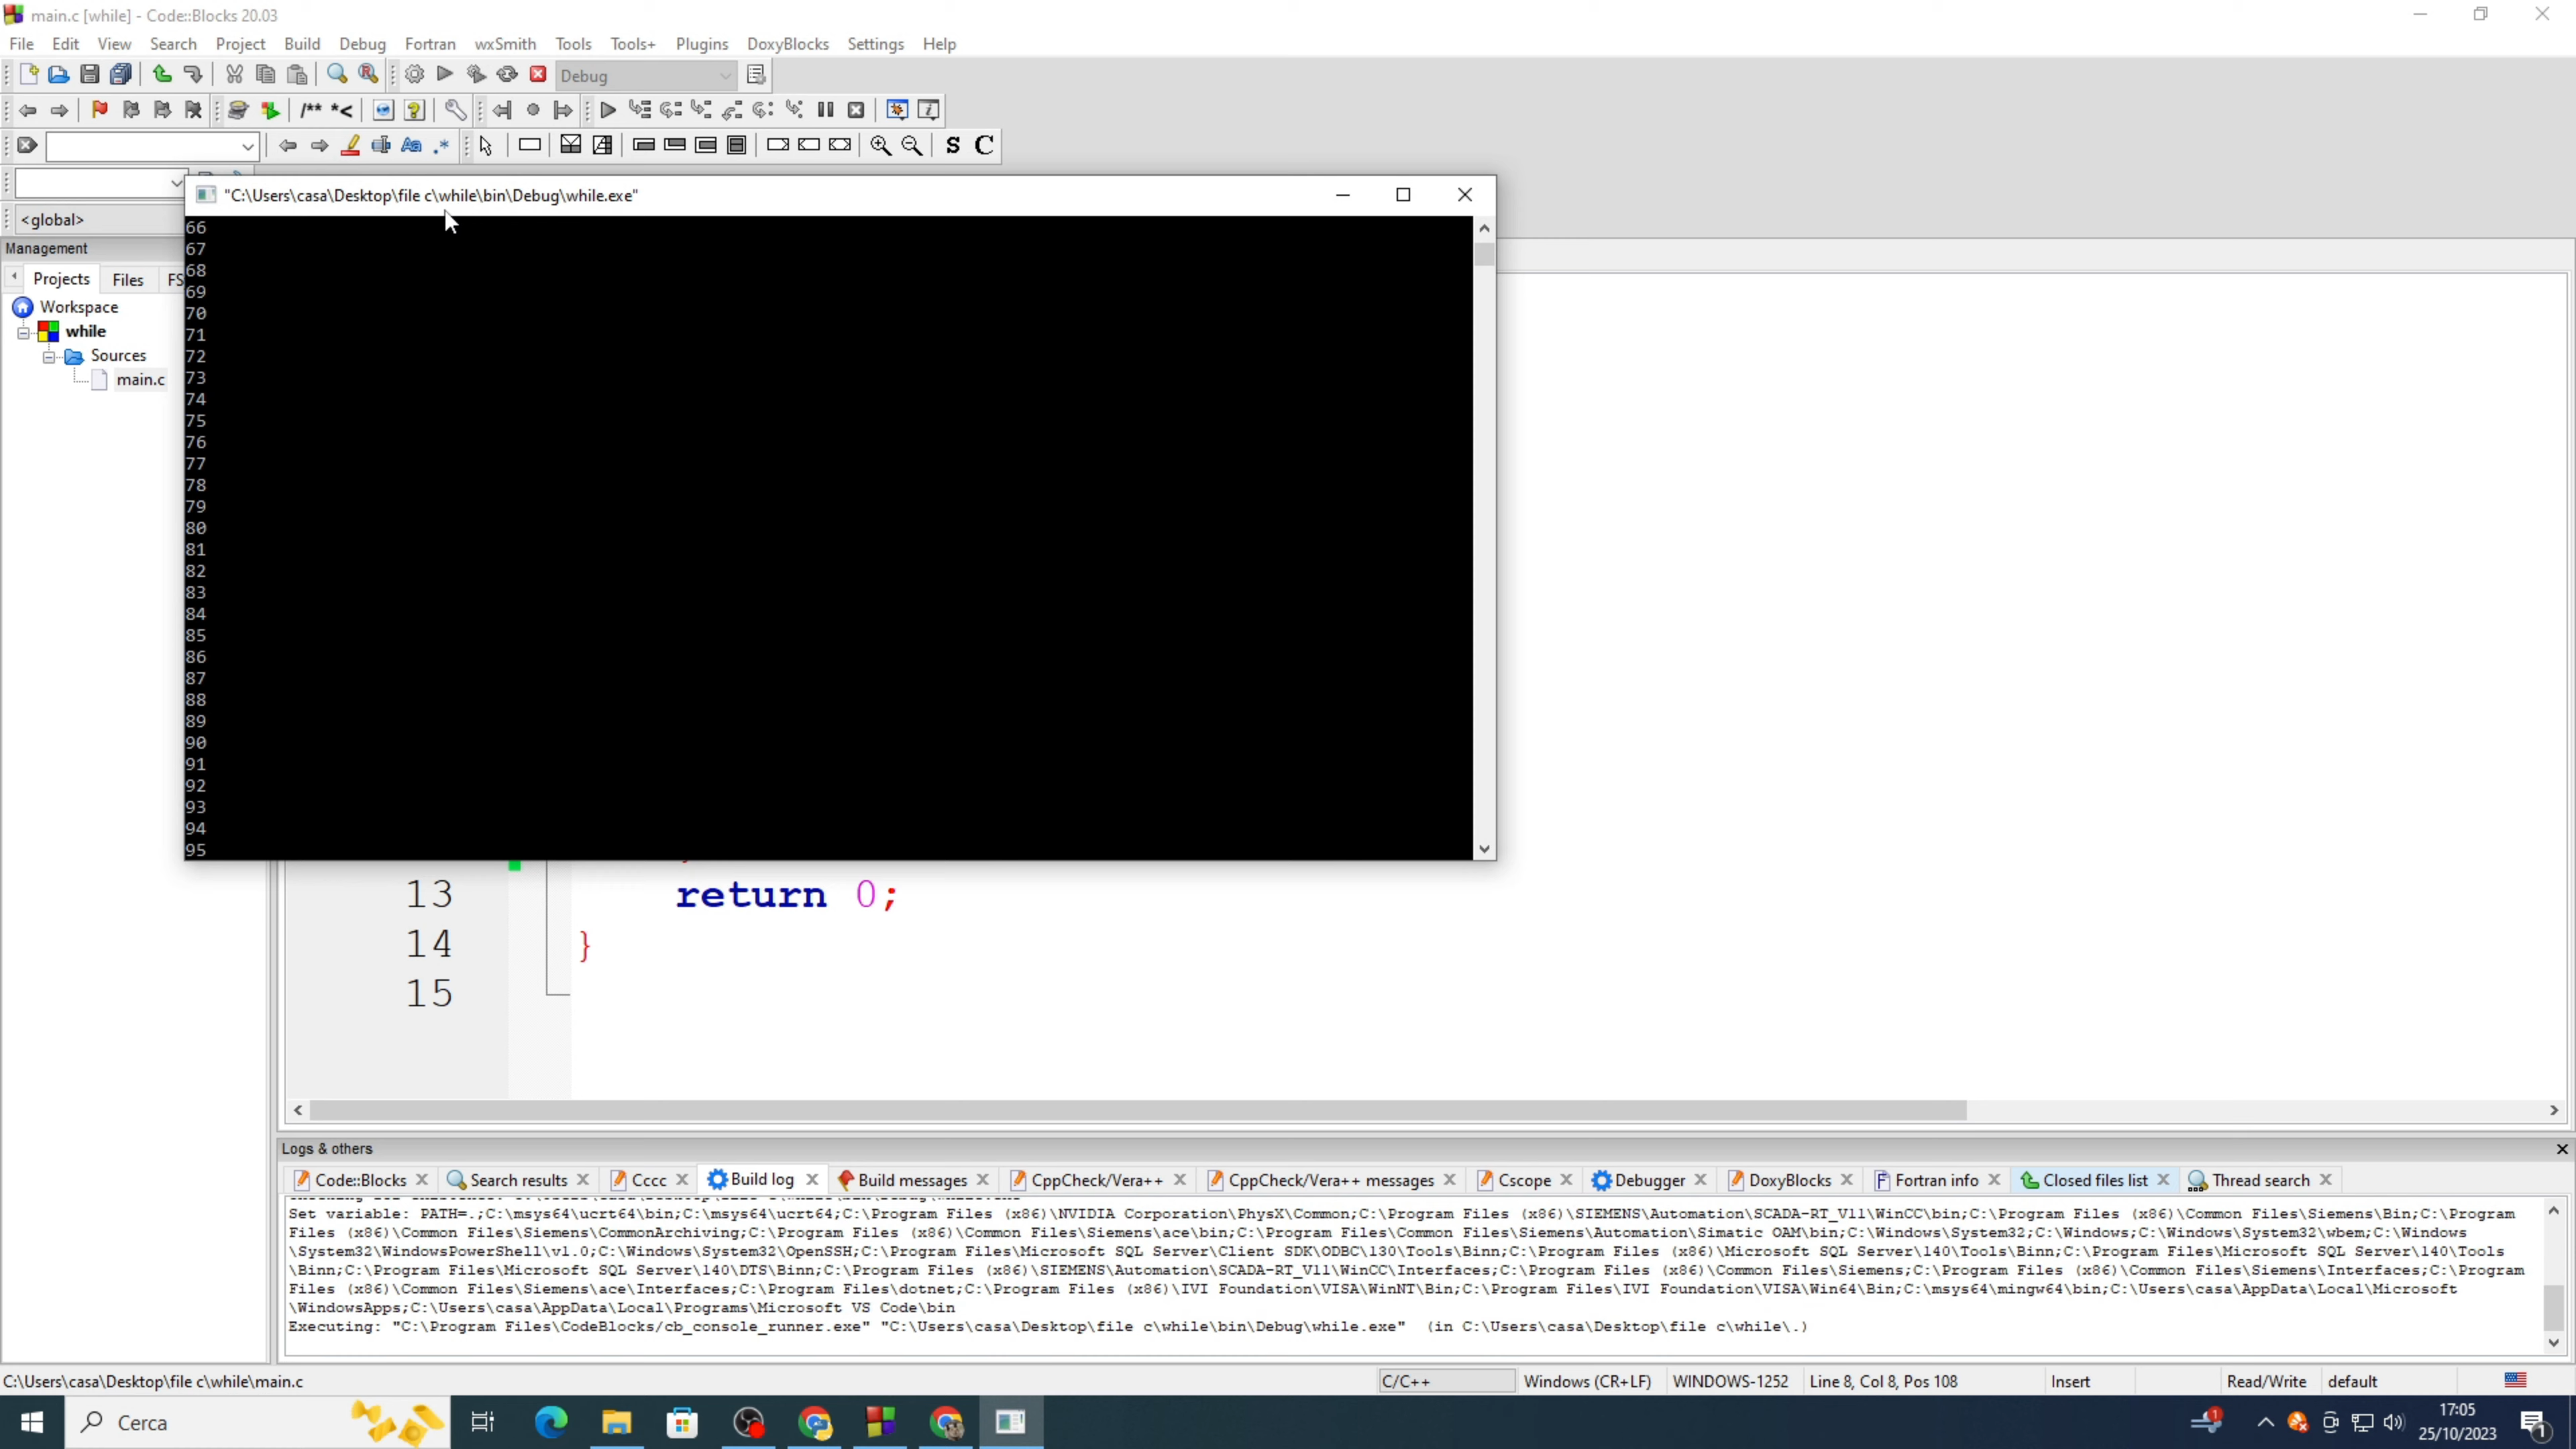 main.c [while] - Code::Blocks 20.03
File Edit View Search Project Build Debug Fortran wxSmith Tools Tools+ Plugins DoxyBlocks Settings Help
Debug
/** *<
Aa .*
S C
"C:\Users\casa\Desktop\file c\while\bin\Debug\while.exe"
<global>
Management
Projects Files FS
Workspace
while
Sources
main.c
66
67
68
69
70
71
72
73
74
75
76
77
78
79
80
81
82
83
84
85
86
87
88
89
90
91
92
93
94
95
13 return 0;
14 }
15
Logs & others
Code::Blocks Search results Cccc Build log Build messages CppCheck/Vera++ CppCheck/Vera++ messages Cscope Debugger DoxyBlocks Fortran info Closed files list Thread search
Set variable: PATH=.;C:\msys64\ucrt64\bin;C:\msys64\ucrt64;C:\Program Files (x86)\NVIDIA Corporation\PhysX\Common;C:\Program Files (x86)\SIEMENS\Automation\SCADA-RT_V11\WinCC\bin;C:\Program Files (x86)\Common Files\Siemens\Bin;C:\Program
Files (x86)\Common Files\Siemens\CommonArchiving;C:\Program Files (x86)\Common Files\Siemens\ace\bin;C:\Program Files\Common Files\Siemens\Automation\Simatic OAM\bin;C:\Windows\System32;C:\Windows;C:\Windows\System32\wbem;C:\Windows
\System32\WindowsPowerShell\v1.0;C:\Windows\System32\OpenSSH;C:\Program Files\Microsoft SQL Server\Client SDK\ODBC\130\Tools\Binn;C:\Program Files (x86)\Microsoft SQL Server\140\Tools\Binn;C:\Program Files\Microsoft SQL Server\140\Tools
\Binn;C:\Program Files\Microsoft SQL Server\140\DTS\Binn;C:\Program Files (x86)\SIEMENS\Automation\SCADA-RT_V11\WinCC\Interfaces;C:\Program Files (x86)\Common Files\Siemens;C:\Program Files (x86)\Common Files\Siemens\Interfaces;C:\Program
Files (x86)\Common Files\Siemens\ace\Interfaces;C:\Program Files\dotnet;C:\Program Files (x86)\IVI Foundation\VISA\WinNT\Bin;C:\Program Files\IVI Foundation\VISA\Win64\Bin;C:\msys64\mingw64\bin;C:\Users\casa\AppData\Local\Microsoft
\WindowsApps;C:\Users\casa\AppData\Local\Programs\Microsoft VS Code\bin
Executing: "C:\Program Files\CodeBlocks/cb_console_runner.exe" "C:\Users\casa\Desktop\file c\while\bin\Debug\while.exe" (in C:\Users\casa\Desktop\file c\while\.)
C:\Users\casa\Desktop\file c\while\main.c C/C++ Windows (CR+LF) WINDOWS-1252 Line 8, Col 8, Pos 108 Insert Read/Write default
Cerca
17:05
25/10/2023